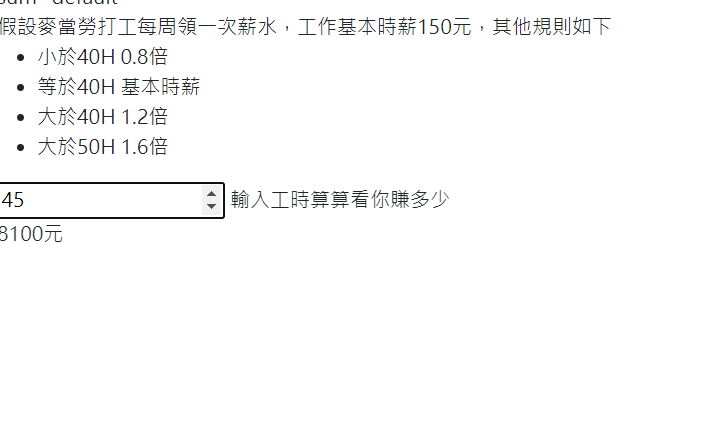 假設麥當勞打工每周領一次薪水，工作基本時薪150元，其他規則如下
小於40H 0.8倍
等於40H 基本時薪
大於40H 1.2倍
大於50H 1.6倍
45 輸入工時算算看你賺多少
8100元